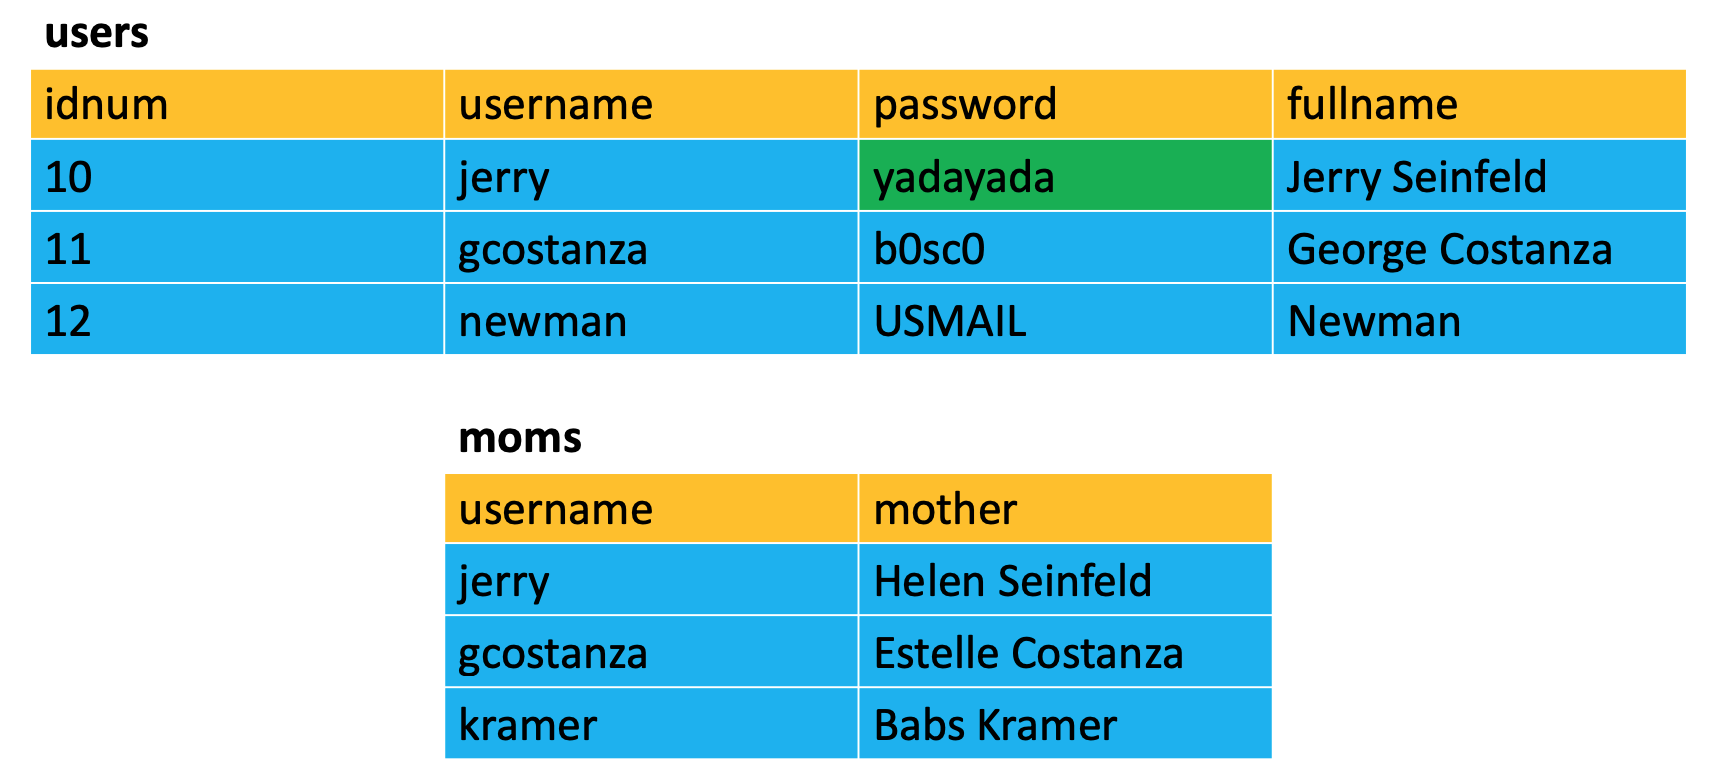 users
idnum username password fullname
10 jerry yadayada Jerry Seinfeld
11 gcostanza b0sc0 George Costanza
12 newman USMAIL Newman
moms
username mother
jerry Helen Seinfeld
gcostanza Estelle Costanza
kramer Babs Kramer